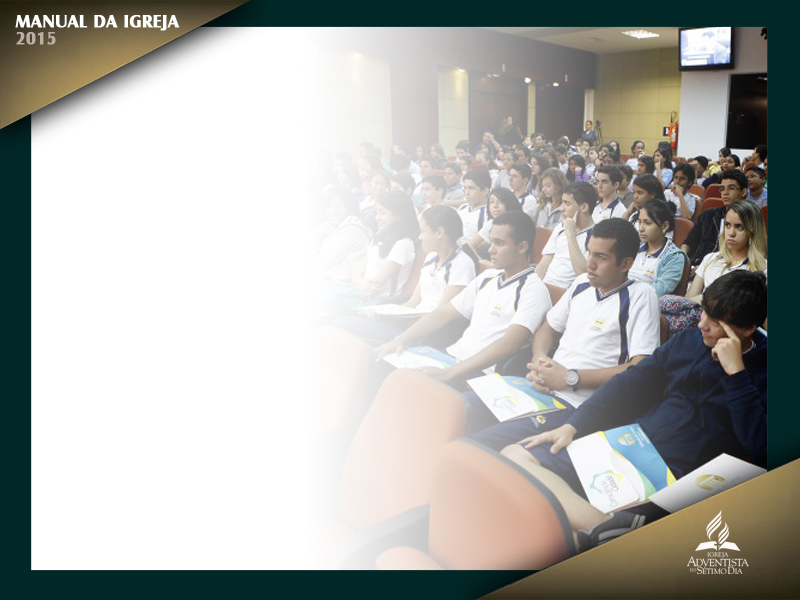 MANUAL DA IGREJA
2015
IGREJA
ADVENTISTA
DO SÉTIMO DIA